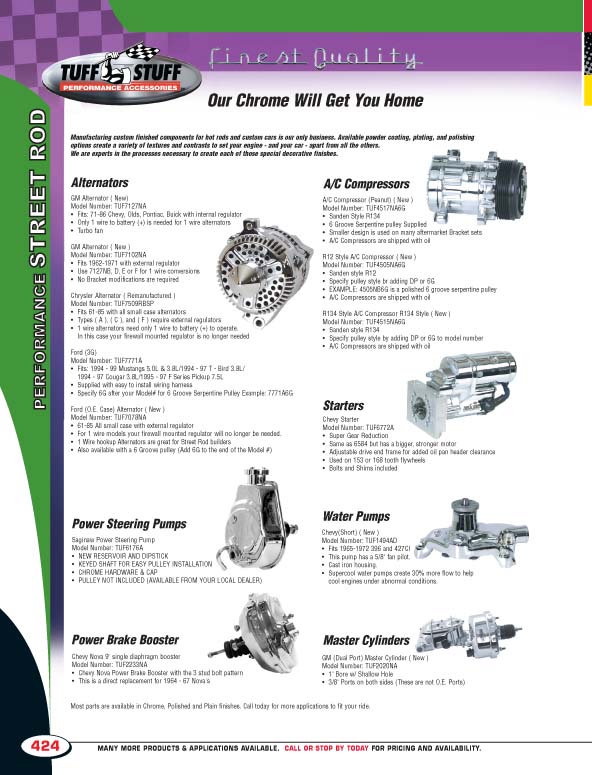 TUFF STUFF
PERFORMANCE ACCESSORIES
Finest Quality
Our Chrome Will Get You Home
Manufacturing custom finished components for hot rods and custom cars is our only business. Available powder coating, plating, and polishing
options create a variety of textures and contrasts to set your engine - and your car - apart from all the others.
We are experts in the processes necessary to create each of those special decorative finishes.
PERFORMANCE STREET ROD
Alternators
GM Alternator ( New)
Model Number: TUF7127NA
• Fits: 71-86 Chevy, Olds, Pontiac, Buick with internal regulator
• Only 1 wire to battery (+) is needed for 1 wire alternators
• Turbo fan
GM Alternator ( New )
Model Number: TUF7102NA
• Fits 1962-1971 with external regulator
• Use 7127NB, D, E or F for 1 wire conversions
• No Bracket modifications are required
Chrysler Alternator ( Remanufactured )
Model Number: TUF7509RBSP
• Fits 61-85 with all small case alternators
• Types ( A ), ( C ), and ( F ) require external regulators
• 1 wire alternators need only 1 wire to battery (+) to operate.
In this case your firewall mounted regulator is no longer needed
Ford (3G)
Model Number: TUF7771A
• Fits: 1994 - 99 Mustangs 5.0L & 3.8L/1994 - 97 T - Bird 3.8L/
1994 - 97 Cougar 3.8L/1995 - 97 F Series Pickup 7.5L
• Supplied with easy to install wiring harness
• Specify 6G after your Model# for 6 Groove Serpentine Pulley Example: 7771A6G
Ford (O.E. Case) Alternator ( New )
Model Number: TUF7078NA
• 61-85 All small case with external regulator
• For 1 wire models your firewall mounted regulator will no longer be needed.
• 1 Wire hookup Alternators are great for Street Rod builders
• Also available with a 6 Groove pulley (Add 6G to the end of the Model #)
Power Steering Pumps
Saginaw Power Steering Pump
Model Number: TUF6176A
• NEW RESERVOIR AND DIPSTICK
• KEYED SHAFT FOR EASY PULLEY INSTALLATION
• CHROME HARDWARE & CAP
• PULLEY NOT INCLUDED (AVAILABLE FROM YOUR LOCAL DEALER)
Power Brake Booster
Chevy Nova 9' single diaphragm booster
Model Number: TUF2233NA
• Chevy Nova Power Brake Booster with the 3 stud bolt pattern
• This is a direct replacement for 1964 - 67 Nova's
A/C Compressors
A/C Compressor (Peanut) ( New )
Model Number: TUF4517NA6G
• Sanden Style R134
• 6 Groove Serpentine pulley Supplied
• Smaller design is used on many aftermarket Bracket sets
• A/C Compressors are shipped with oil
R12 Style A/C Compressor ( New )
Model Number: TUF4505NA6G
• Sanden style R12
• Specify pulley style br adding DP or 6G
• EXAMPLE: 4505NB6G is a polished 6 groove serpentine pulley
• A/C Compressors are shipped with oil
R134 Style A/C Compressor R134 Style ( New )
Model Number: TUF4515NA6G
• Sanden style R134
• Specify pulley style by adding DP or 6G to model number
• A/C Compressors are shipped with oil
Starters
Chevy Starter
Model Number: TUF6772A
• Super Gear Reduction
• Same as 6584 but has a bigger, stronger motor
• Adjustable drive end frame for added oil pan header clearance
• Used on 153 or 168 tooth flywheels
• Bolts and Shims included
Water Pumps
Chevy(Short) ( New )
Model Number: TUF1494AD
• Fits 1965-1972 396 and 427CI
• This pump has a 5/8' fan pilot.
• Cast iron housing.
• Supercool water pumps create 30% more flow to help
cool engines under abnormal conditions.
Master Cylinders
GM (Dual Port) Master Cylinder ( New )
Model Number: TUF2020NA
• 1' Bore w/ Shallow Hole
• 3/8' Ports on both sides (These are not O.E. Ports)
Most parts are available in Chrome, Polished and Plain finishes. Call today for more applications to fit your ride.
424
MANY MORE PRODUCTS & APPLICATIONS AVAILABLE. CALL OR STOP BY TODAY FOR PRICING AND AVAILABILITY.